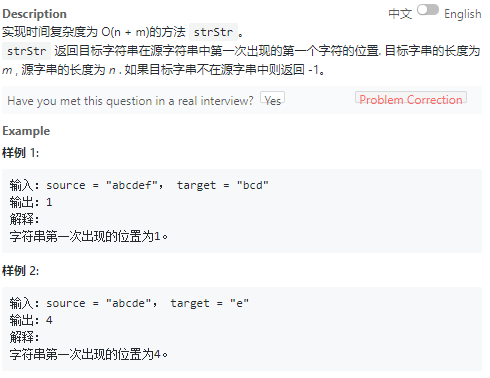 Description 中文 English
实现时间复杂度为 O(n + m)的方法 strStr。
strStr 返回目标字符串在源字符串中第一次出现的第一个字符的位置. 目标字串的长度为
m , 源字串的长度为 n . 如果目标字串不在源字串中则返回 -1。
Have you met this question in a real interview? Yes Problem Correction
Example
样例 1:
输入: source = "abcdef", target = "bcd"
输出: 1
解释:
字符串第一次出现的位置为1。
样例 2:
输入: source = "abcde", target = "e"
输出: 4
解释:
字符串第一次出现的位置为4。